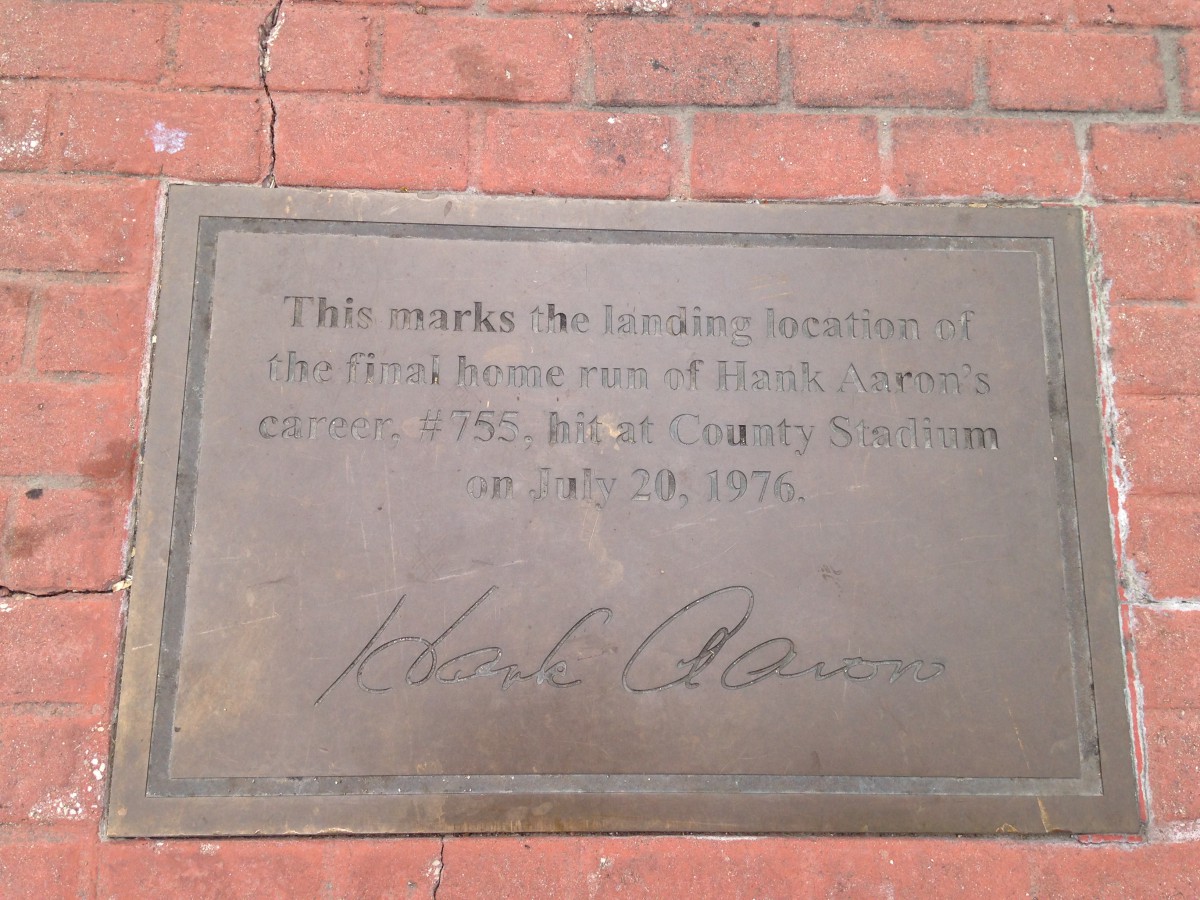 This marks the landing location of
the final home run of Hank Aaron's
career, #755, hit at County Stadium
on July 20, 1976.
Hank Aaron